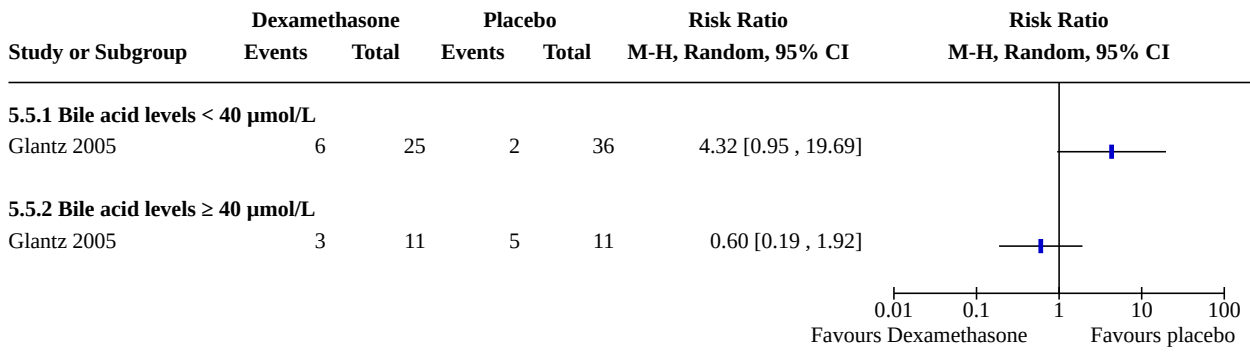 Dexamethasone Placebo Risk Ratio Risk Ratio
Study or Subgroup Events Total Events Total M-H, Random, 95% CI M-H, Random, 95% CI
5.5.1 Bile acid levels < 40 µmol/L
Glantz 2005 6 25 2 36 4.32 [0.95 , 19.69]
5.5.2 Bile acid levels ≥ 40 µmol/L
Glantz 2005 3 11 5 11 0.60 [0.19 , 1.92]
0.01 0.1 1 10 100
Favours Dexamethasone Favours placebo